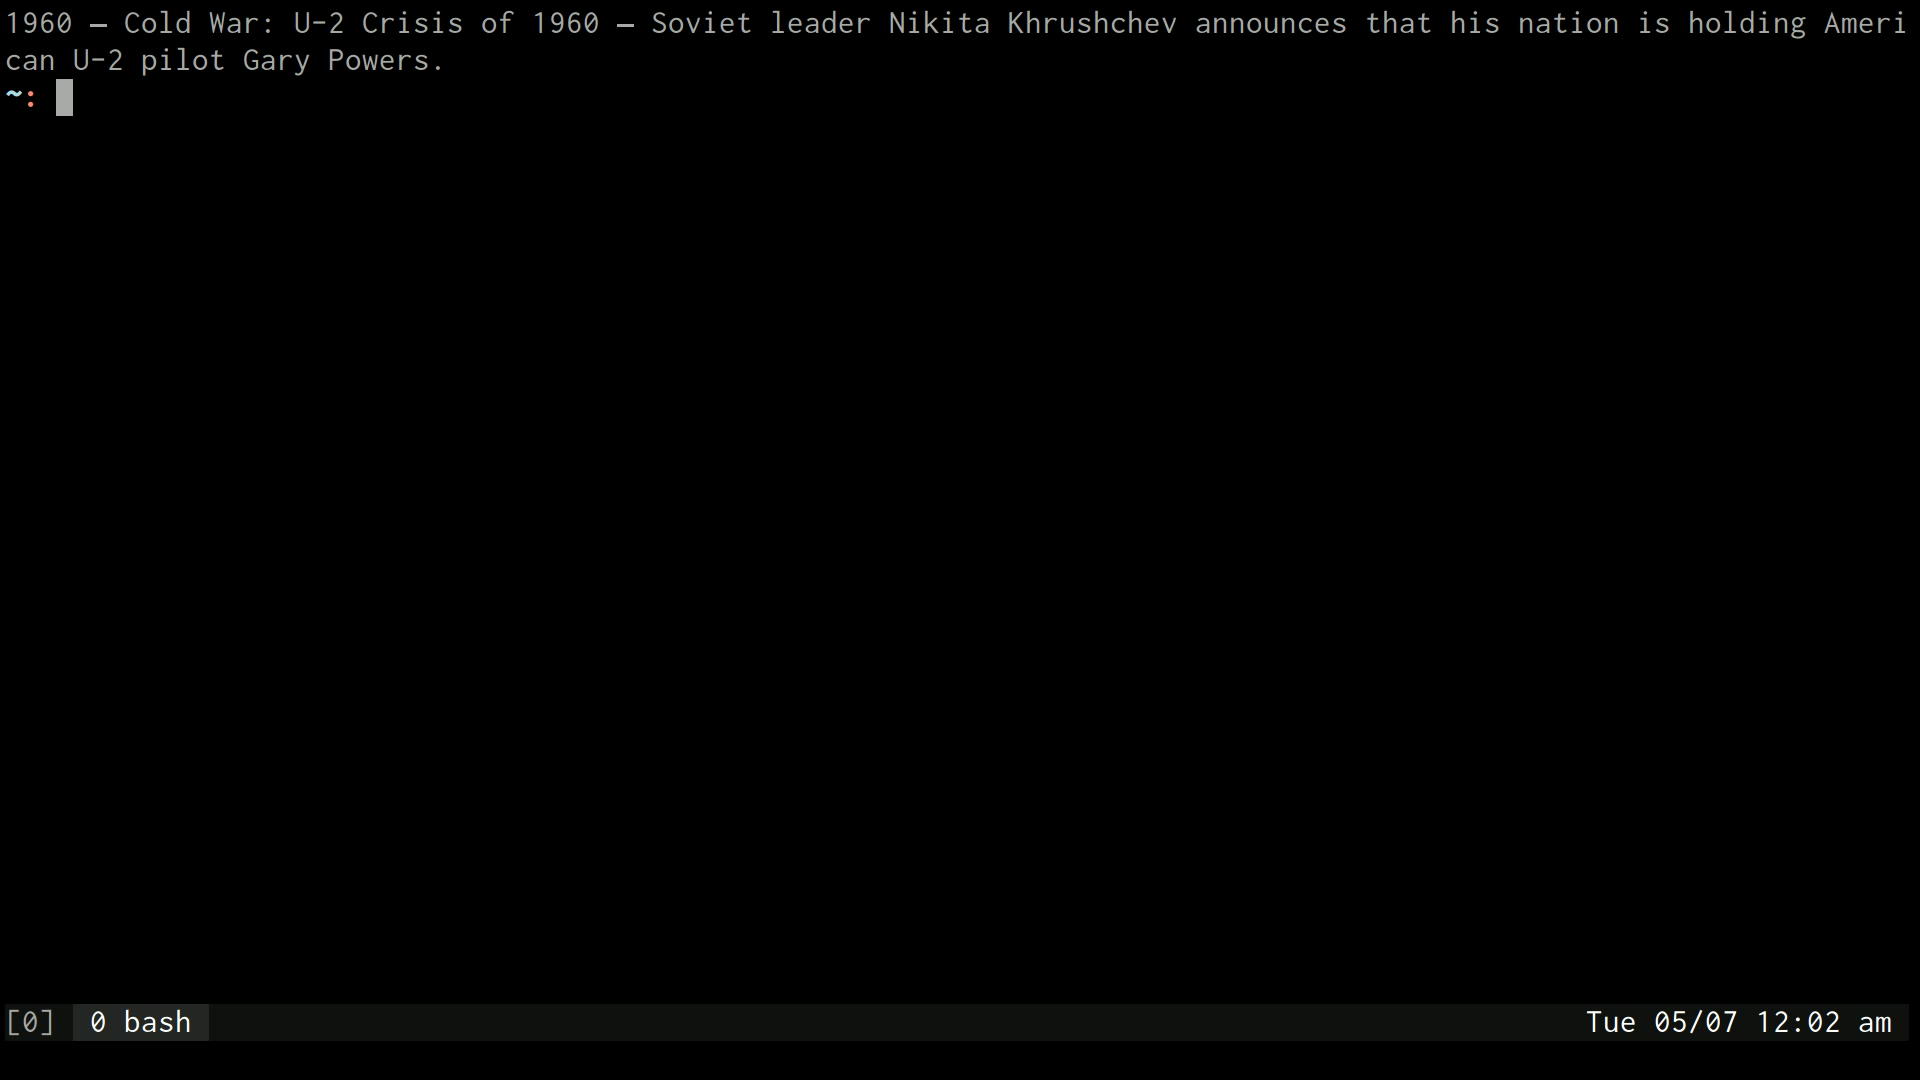 1960 – Cold War: U-2 Crisis of 1960 – Soviet leader Nikita Khrushchev announces that his nation is holding Ameri
can U-2 pilot Gary Powers.
~:
[0] 0 bash Tue 05/07 12:02 am